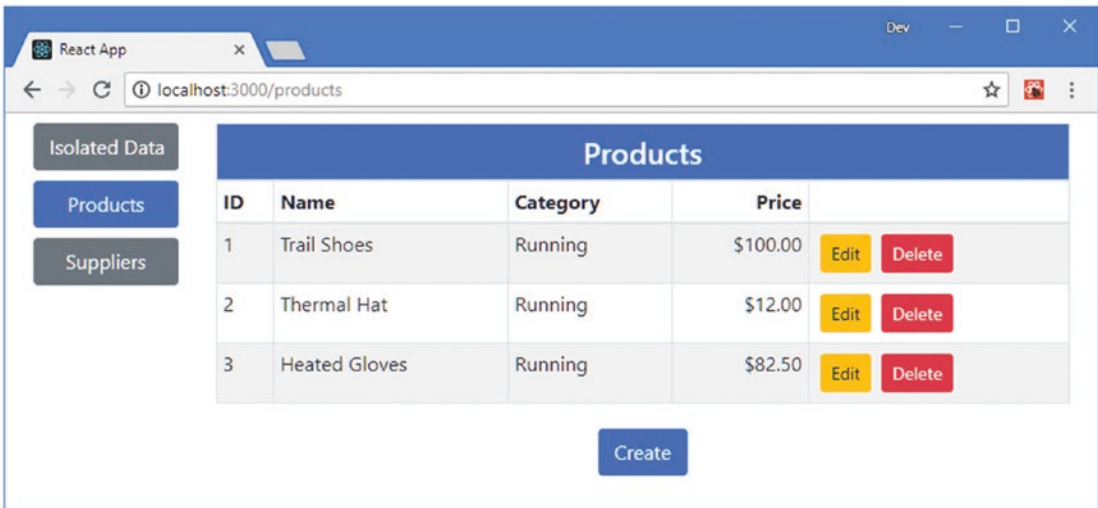 Dev
React App
localhost:3000/products
Isolated Data
Products
Suppliers
Products
ID Name Category Price
1 Trail Shoes Running $100.00 Edit Delete
2 Thermal Hat Running $12.00 Edit Delete
3 Heated Gloves Running $82.50 Edit Delete
Create